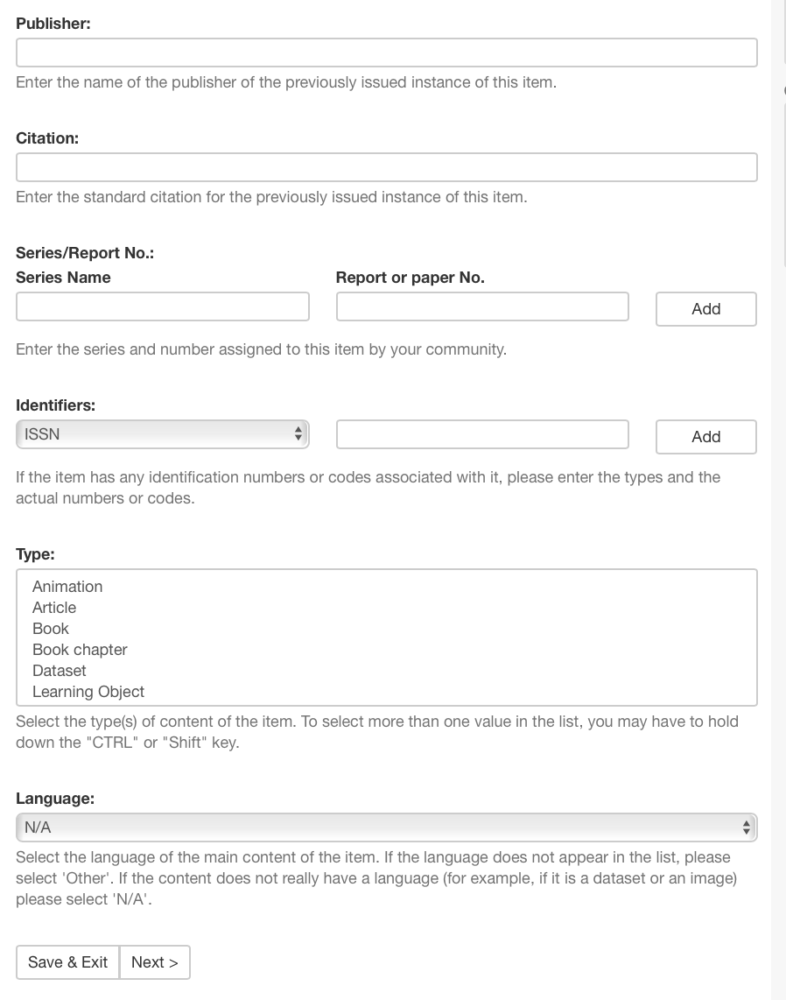 Publisher:
Enter the name of the publisher of the previously issued instance of this item.
Citation:
Enter the standard citation for the previously issued instance of this item.
Series/Report No.:
Series Name
Report or paper No.
Add
Enter the series and number assigned to this item by your community.
Identifiers:
ISSN
Add
If the item has any identification numbers or codes associated with it, please enter the types and the
actual numbers or codes.
Type:
Animation
Article
Book
Book chapter
Dataset
Learning Object
Select the type(s) of content of the item. To select more than one value in the list, you may have to hold
down the "CTRL" or "Shift" key.
Language:
N/A
Select the language of the main content of the item. If the language does not appear in the list, please
select 'Other'. If the content does not really have a language (for example, if it is a dataset or an image)
please select 'N/A'.
Save & Exit
Next >